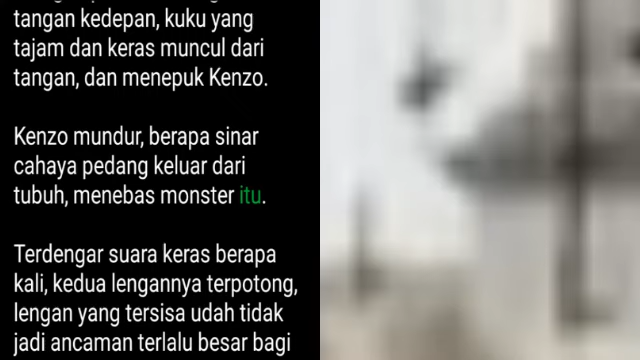 tangan kedepan, kuku yang
tajam dan keras muncul dari
tangan, dan menepuk Kenzo.
Kenzo mundur, berapa sinar
cahaya pedang keluar dari
tubuh, menebas monster itu.
Terdengar suara keras berapa
kali, kedua lengannya terpotong,
lengan yang tersisa udah tidak
jadi ancaman terlalu besar bagi